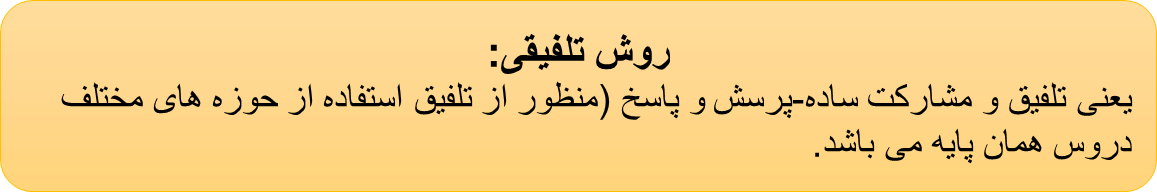 روش تلفیقی:
یعنی تلفیق و مشارکت ساده-پرسش و پاسخ (منظور از تلفیق استفاده از حوزه های مختلف
دروس همان پایه می باشد.